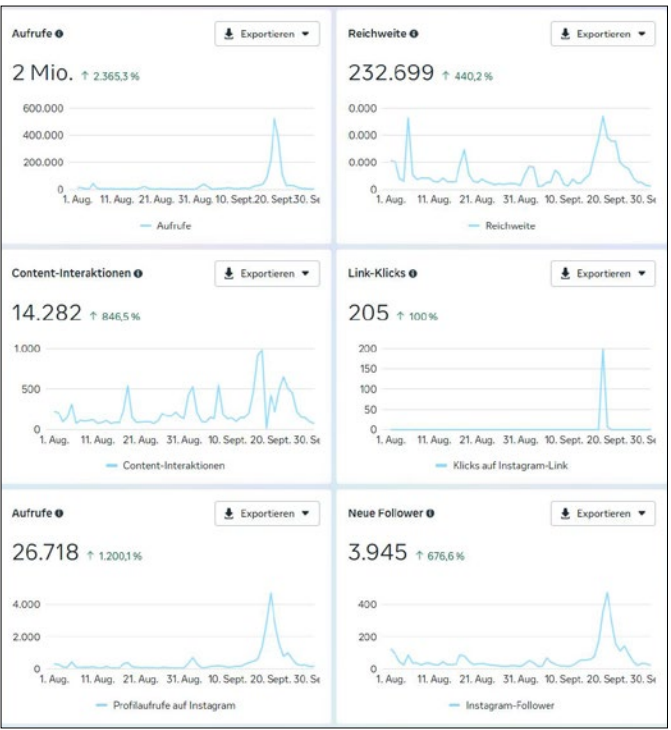 Aufrufe
Exportieren
2 Mio. ↑ 2.365,3 %
600.000
400.000
200.000
0
1. Aug. 11. Aug. 21. Aug. 31. Aug. 10. Sept. 20. Sept. 30. Se
Aufrufe
Reichweite
Exportieren
232.699 ↑ 440,2 %
0.000
0.000
0.000
0
1. Aug. 11. Aug. 21. Aug. 31. Aug. 10. Sept. 20. Sept. 30. Se
Reichweite
Content-Interaktionen
Exportieren
14.282 ↑ 846,5 %
1.000
500
0
1. Aug. 11. Aug. 21. Aug. 31. Aug. 10. Sept. 20. Sept. 30. Se
Content-Interaktionen
Link-Klicks
Exportieren
205 ↑ 100 %
200
150
100
50
0
1. Aug. 11. Aug. 21. Aug. 31. Aug. 10. Sept. 20. Sept. 30. Se
Klicks auf Instagram-Link
Aufrufe
Exportieren
26.718 ↑ 1.200,1 %
4.000
2.000
0
1. Aug. 11. Aug. 21. Aug. 31. Aug. 10. Sept. 20. Sept. 30. Se
Profilaufrufe auf Instagram
Neue Follower
Exportieren
3.945 ↑ 676,6 %
400
200
0
1. Aug. 11. Aug. 21. Aug. 31. Aug. 10. Sept. 20. Sept. 30. Se
Instagram-Follower